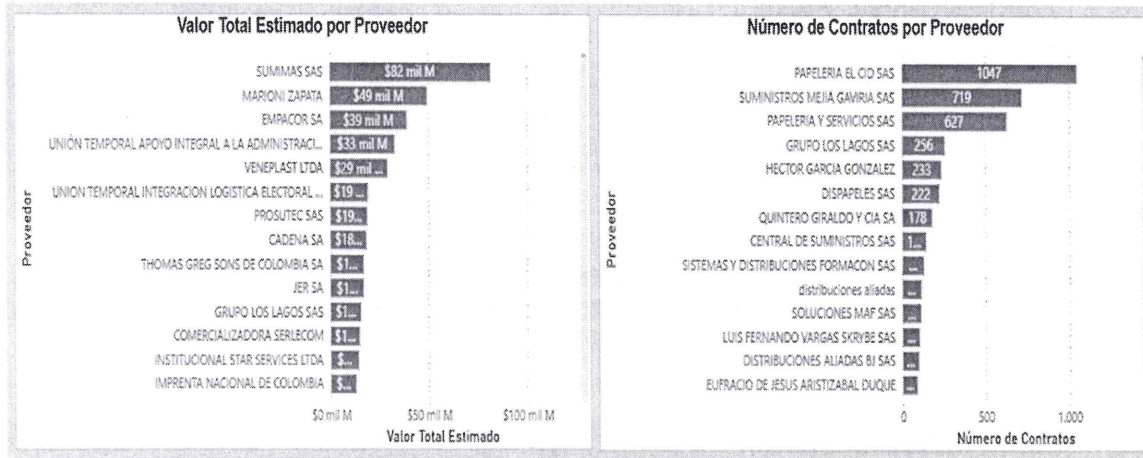 Valor Total Estimado por Proveedor
Proveedor
SUMIMAS SAS $82 mil M
MARIONI ZAPATA $49 mil M
EMPACOR SA $39 mil M
UNIÓN TEMPORAL APOYO INTEGRAL A LA ADMINISTRACI... $33 mil M
VENEPLAST LTDA $29 mil ...
UNION TEMPORAL INTEGRACION LOGISTICA ELECTORAL ... $19 ...
PROSUTEC SAS $19...
CADENA SA $18...
THOMAS GREG SONS DE COLOMBIA SA $1...
JER SA $1...
GRUPO LOS LAGOS SAS $1...
COMERCIALIZADORA SERLECOM $1...
INSTITUCIONAL STAR SERVICES LTDA $...
IMPRENTA NACIONAL DE COLOMBIA $...
$0 mil M $50 mil M $100 mil M
Valor Total Estimado
Número de Contratos por Proveedor
Proveedor
PAPELERIA EL CID SAS 1047
SUMINISTROS MEJIA GAVIRIA SAS 719
PAPELERIA Y SERVICIOS SAS 627
GRUPO LOS LAGOS SAS 256
HECTOR GARCIA GONZALEZ 233
DISPAPELES SAS 222
QUINTERO GIRALDO Y CIA SA 178
CENTRAL DE SUMINISTROS SAS 1...
SISTEMAS Y DISTRIBUCIONES FORMACON SAS ...
distribuciones aliadas ...
SOLUCIONES MAF SAS ...
LUIS FERNANDO VARGAS SKRYBE SAS ...
DISTRIBUCIONES ALIADAS BJ SAS ...
EUFRACIO DE JESUS ARISTIZABAL DUQUE ...
0 500 1.000
Número de Contratos